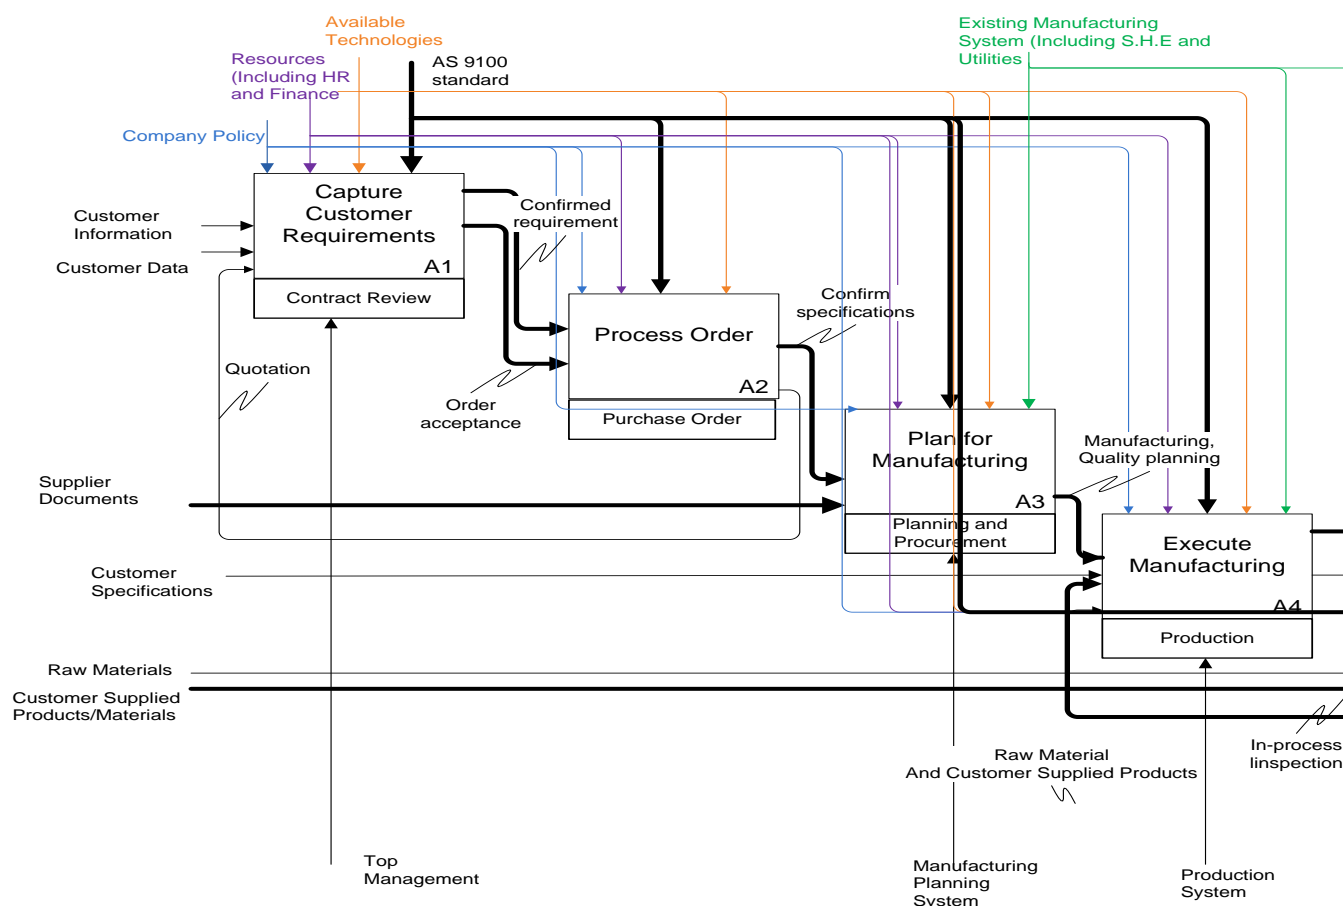 Available
Technologies
Existing Manufacturing
System (Including S.H.E and
Utilities
Resources
(Including HR
and Finance
AS 9100
standard
Company Policy
Capture
Customer
Requirements
A1
Contract Review
Customer
Information
Customer Data
Confirmed
requirement
Process Order
A2
Purchase Order
Confirm
specifications
Quotation
Order
acceptance
Plan for
Manufacturing
A3
Planning and
Procurement
Manufacturing,
Quality planning
Supplier
Documents
Execute
Manufacturing
A4
Production
Customer
Specifications
Raw Materials
Customer Supplied
Products/Materials
In-process
Iinspection
Raw Material
And Customer Supplied Products
Top
Management
Manufacturing
Planning
System
Production
System